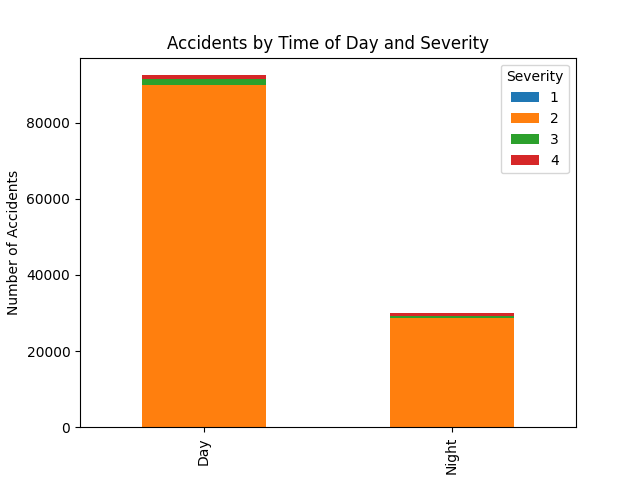 Accidents by Time of Day and Severity
Number of Accidents
80000
60000
40000
20000
0
Severity
1
2
3
4
Day
Night